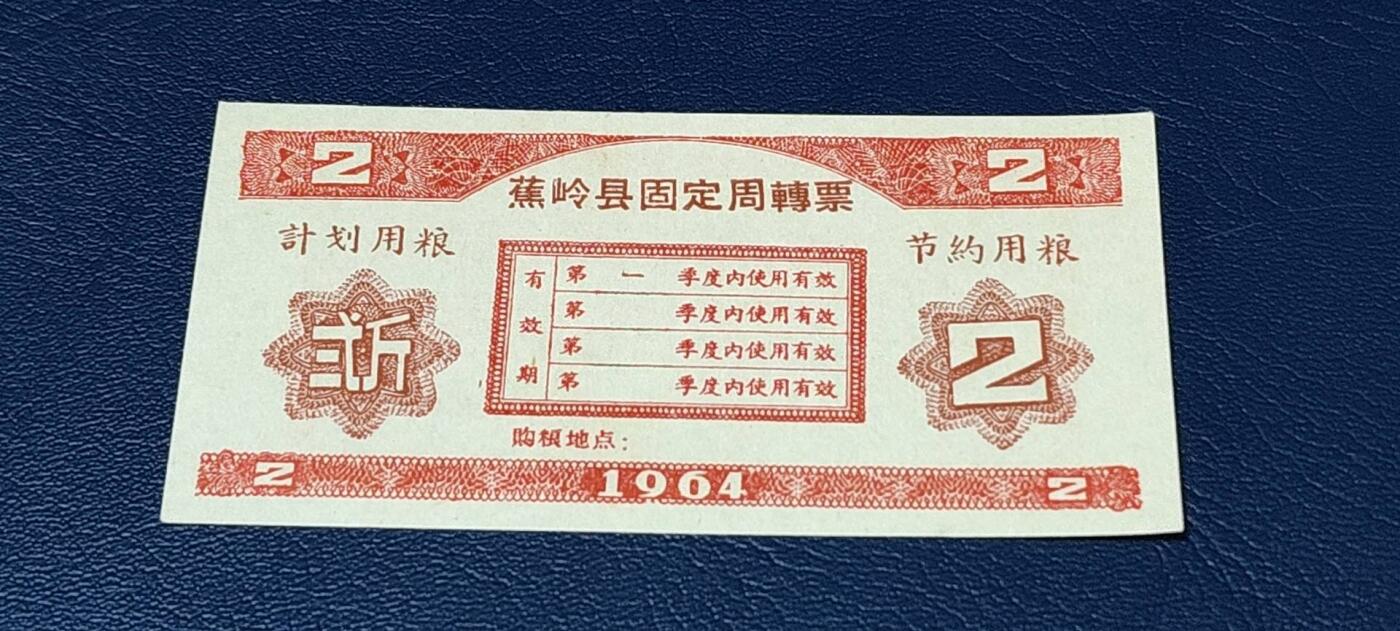 2 2
蕉岭县固定周轉票
計划用粮 节約用粮
有效期
第一季度内使用有效
第 季度内使用有效
第 季度内使用有效
第 季度内使用有效
弍斤 2
购粮地点：
2 1964 2